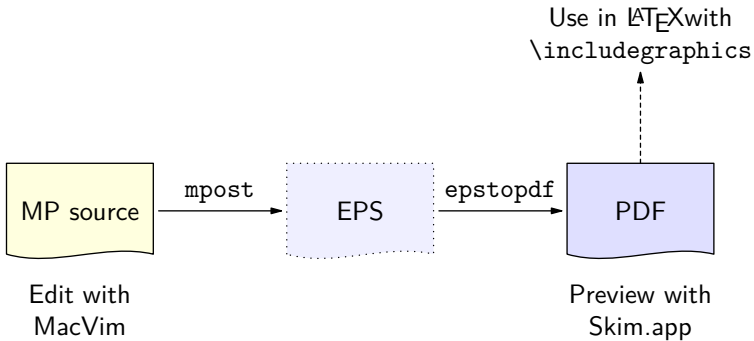 Use in LATEXwith
\includegraphics
MP source
mpost
EPS
epstopdf
PDF
Edit with
MacVim
Preview with
Skim.app